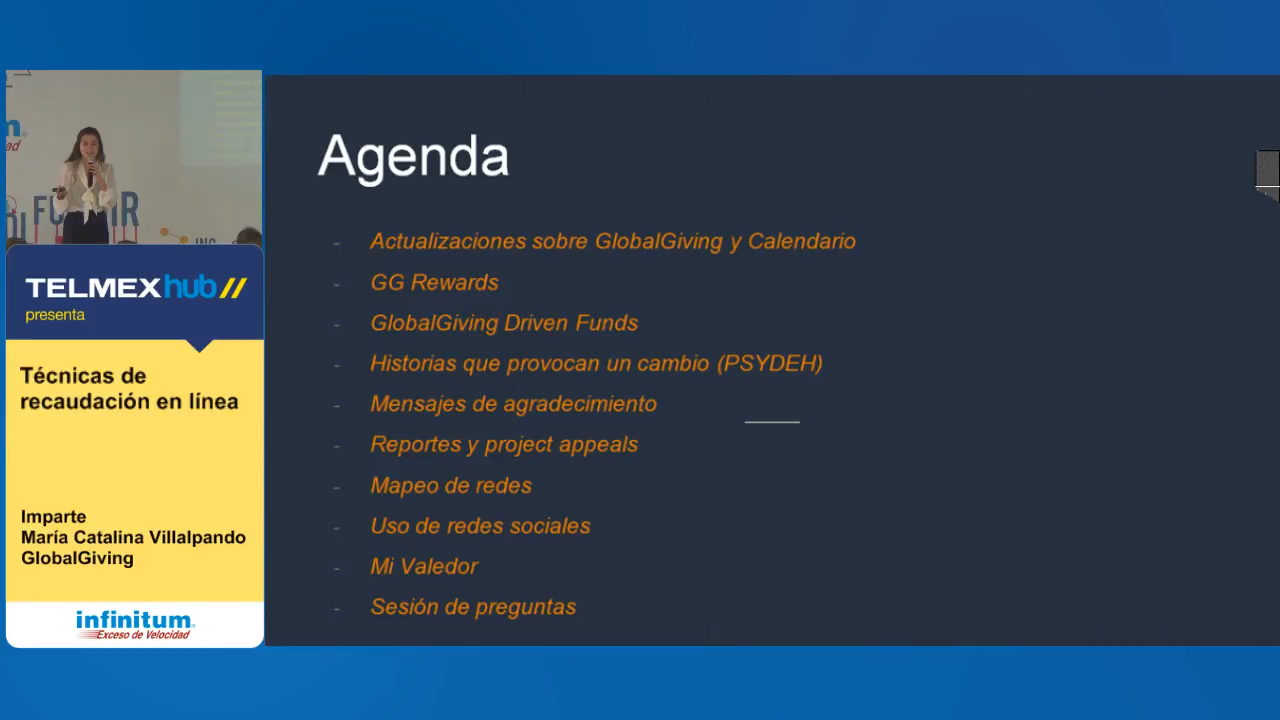 TELMEXhub//
presenta
Técnicas de
recaudación en línea
Imparte
María Catalina Villalpando
GlobalGiving
infinitum
Exceso de Velocidad
Agenda
- Actualizaciones sobre GlobalGiving y Calendario
- GG Rewards
- GlobalGiving Driven Funds
- Historias que provocan un cambio (PSYDEH)
- Mensajes de agradecimiento
- Reportes y project appeals
- Mapeo de redes
- Uso de redes sociales
- Mi Valedor
- Sesión de preguntas